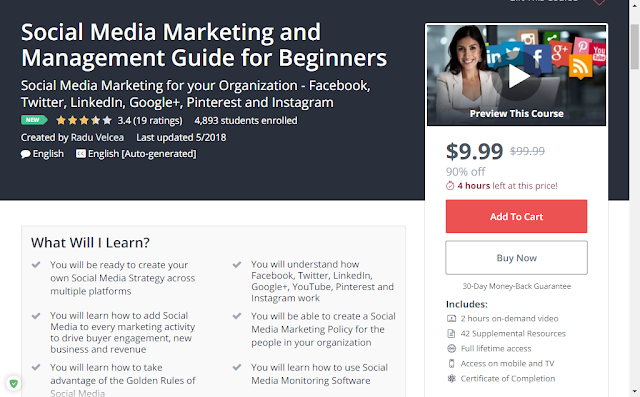 Social Media Marketing and
Management Guide for Beginners
Social Media Marketing for your Organization - Facebook,
Twitter, LinkedIn, Google+, Pinterest and Instagram
NEW 3.4 (19 ratings) 4,893 students enrolled
Created by Radu Velcea Last updated 5/2018
English English [Auto-generated]
in
g+
You
Tube
Preview This Course
$9.99 $99.99
90% off
4 hours left at this price!
Add To Cart
Buy Now
30-Day Money-Back Guarantee
Includes:
2 hours on-demand video
42 Supplemental Resources
Full lifetime access
Access on mobile and TV
Certificate of Completion
What Will I Learn?
You will be ready to create your
own Social Media Strategy across
multiple platforms
You will learn how to add Social
Media to every marketing activity
to drive buyer engagement, new
business and revenue
You will learn how to take
advantage of the Golden Rules of
Social Media
You will understand how
Facebook, Twitter, LinkedIn,
Google+, YouTube, Pinterest and
Instagram work
You will be able to create a Social
Media Marketing Policy for the
people in your organization
You will learn how to use Social
Media Monitoring Software